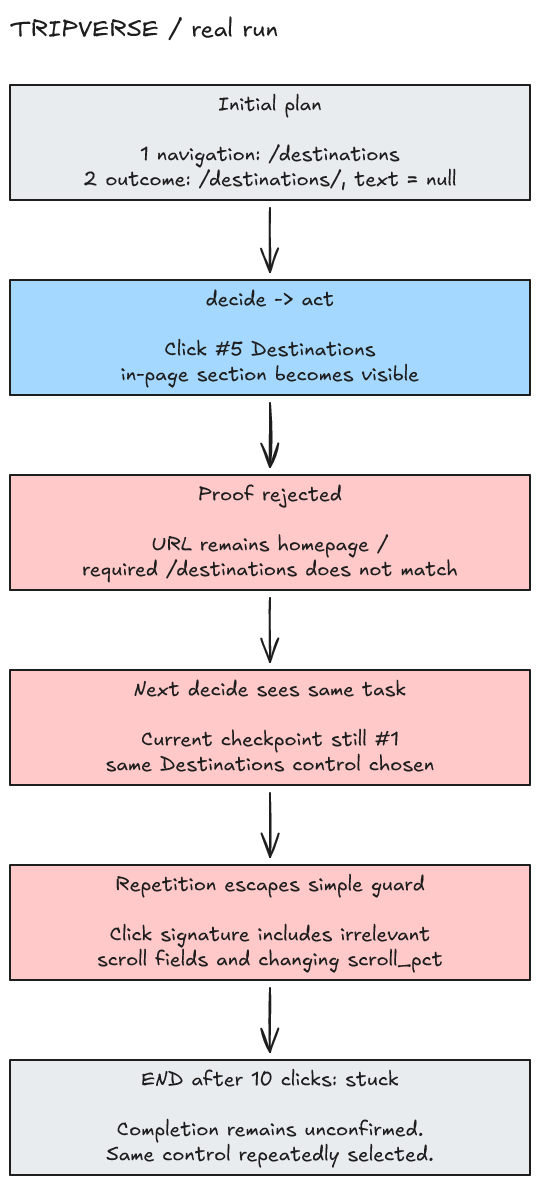 TRIPVERSE / real run
Initial plan
1 navigation: /destinations
2 outcome: /destinations/, text = null
decide -> act
Click #5 Destinations
in-page section becomes visible
Proof rejected
URL remains homepage /
required /destinations does not match
Next decide sees same task
Current checkpoint still #1
same Destinations control chosen
Repetition escapes simple guard
Click signature includes irrelevant
scroll fields and changing scroll_pct
END after 10 clicks: stuck
Completion remains unconfirmed.
Same control repeatedly selected.